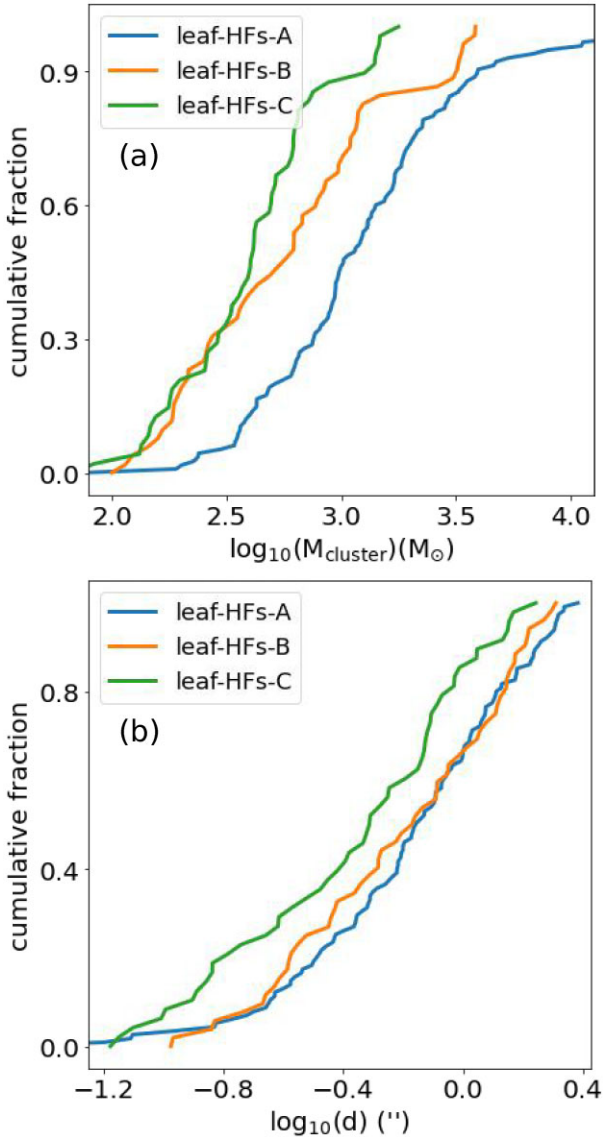 leaf-HFs-A
leaf-HFs-B
leaf-HFs-C
(a)
cumulative fraction
0.9
0.6
0.3
0.0
2.0 2.5 3.0 3.5 4.0
log₁₀(M_cluster)(M_⊙)
leaf-HFs-A
leaf-HFs-B
leaf-HFs-C
(b)
cumulative fraction
0.8
0.4
0.0
−1.2 −0.8 −0.4 0.0 0.4
log₁₀(d) ('')